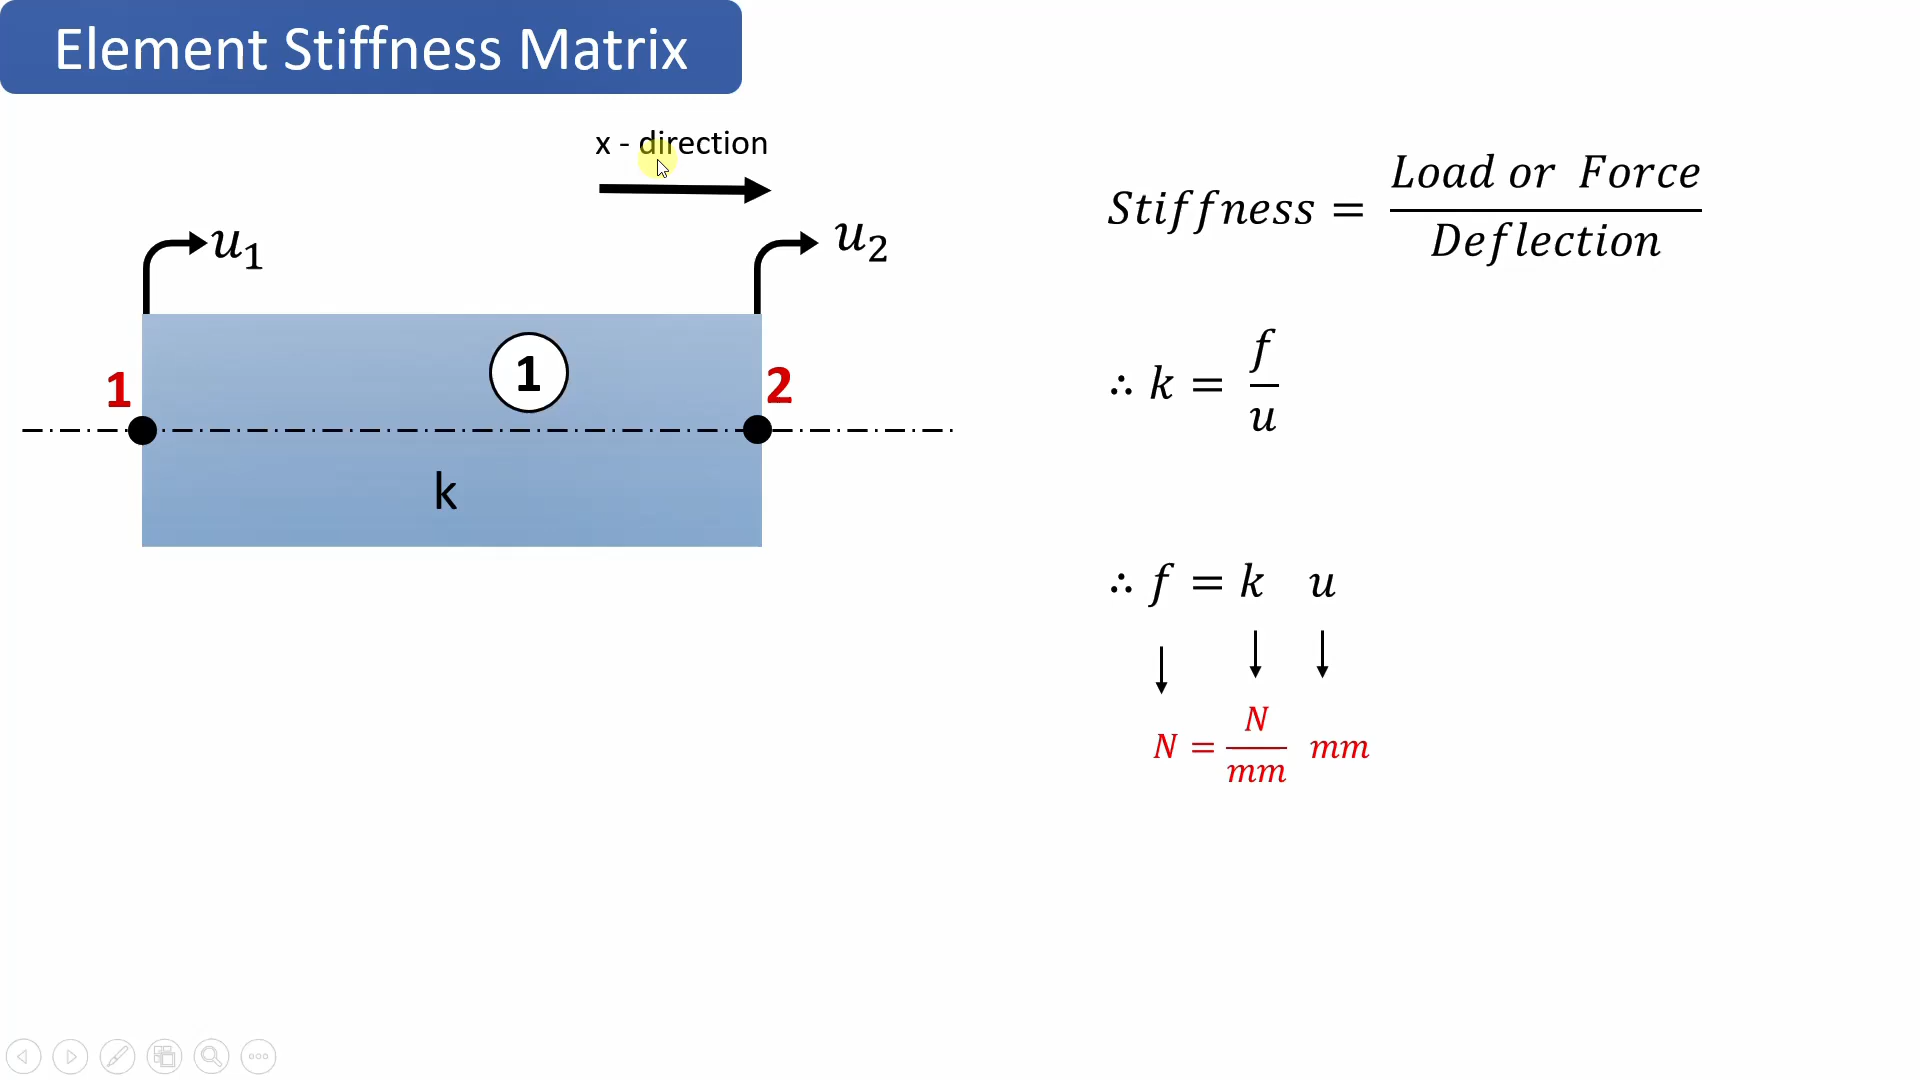 Element Stiffness Matrix
x - direction
u₁
u₂
1
1
2
k
Stiffness = Load or Force / Deflection
∴ k = f / u
∴ f = k u
N = N / mm mm